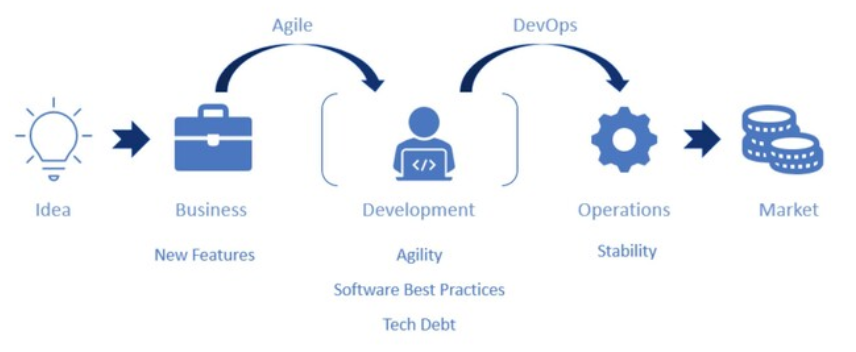 Agile
DevOps
</>
Idea
Business
Development
Operations
Market
New Features
Agility
Stability
Software Best Practices
Tech Debt